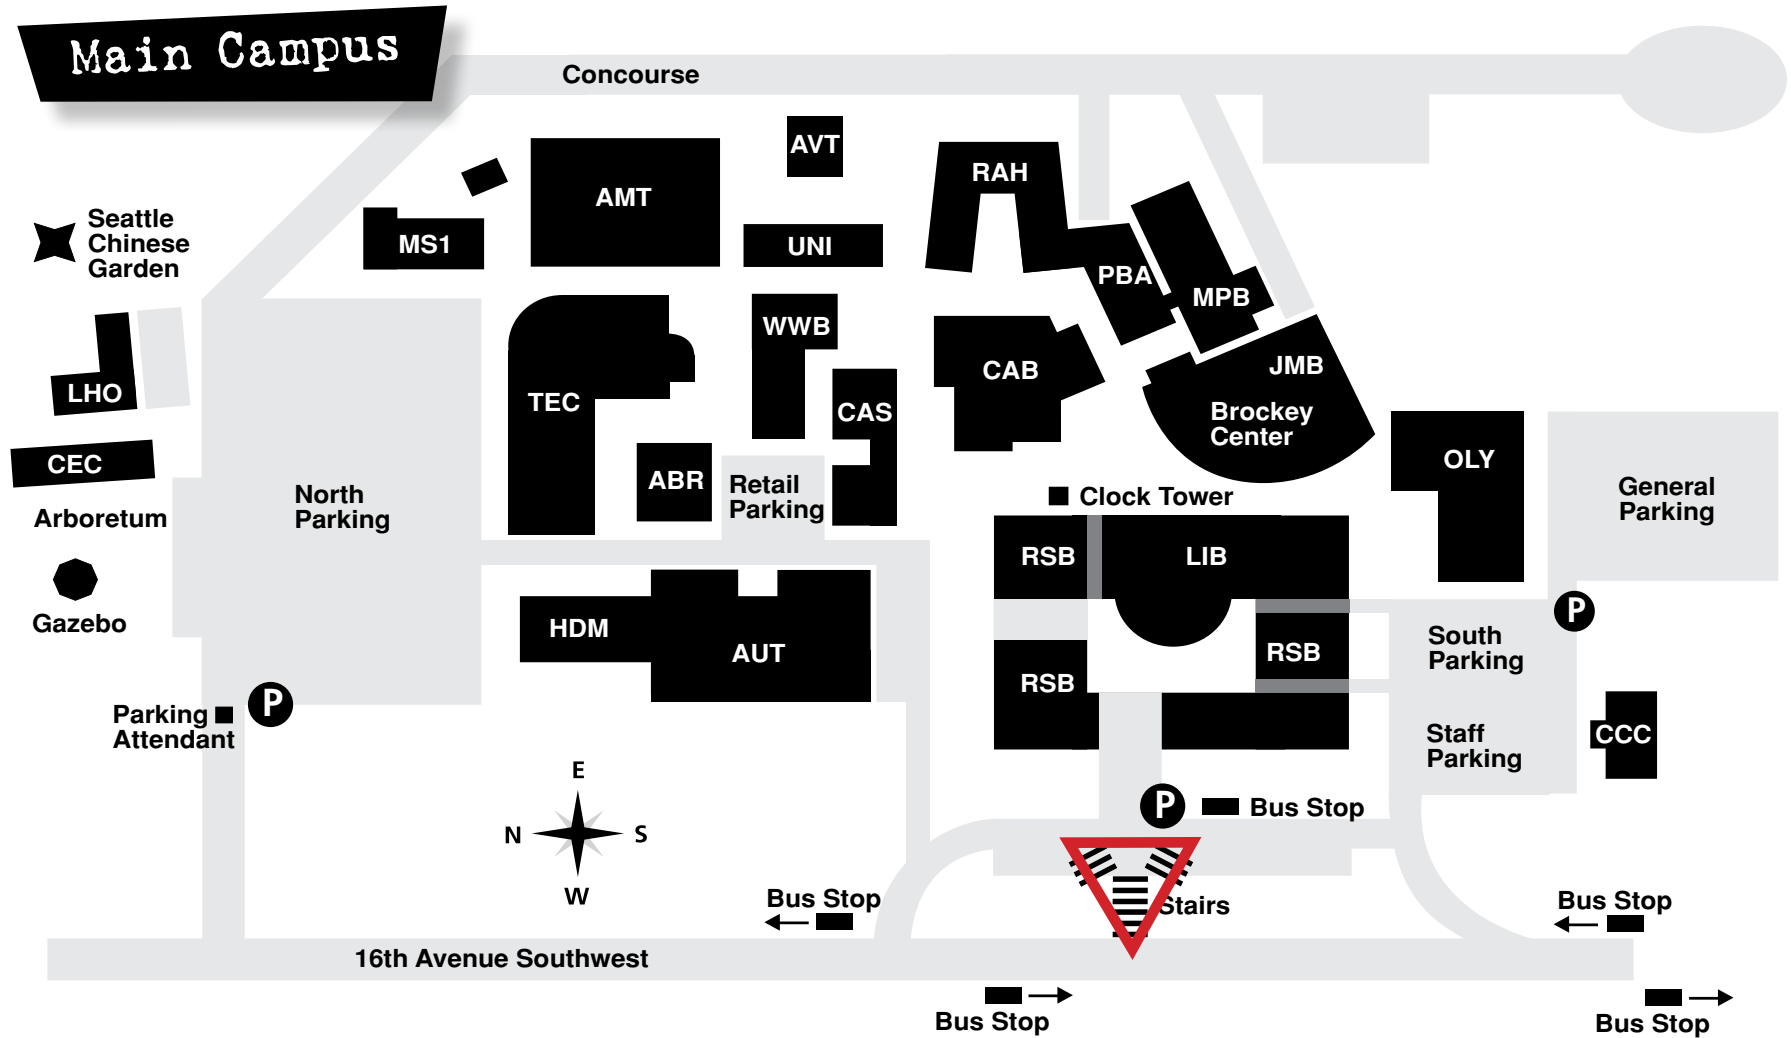 Main Campus
Concourse
AVT
RAH
AMT
Seattle
Chinese
Garden
MS1
UNI
PBA
MPB
WWB
JMB
CAB
LHO
TEC
CAS
Brockey
Center
CEC
OLY
ABR
Retail
Parking
North
Parking
Clock Tower
General
Parking
Arboretum
RSB
LIB
Gazebo
HDM
AUT
RSB
RSB
South
Parking
P
Parking
Attendant
P
Staff
Parking
CCC
E
N
S
W
P
Bus Stop
Bus Stop
Stairs
Bus Stop
16th Avenue Southwest
Bus Stop
Bus Stop